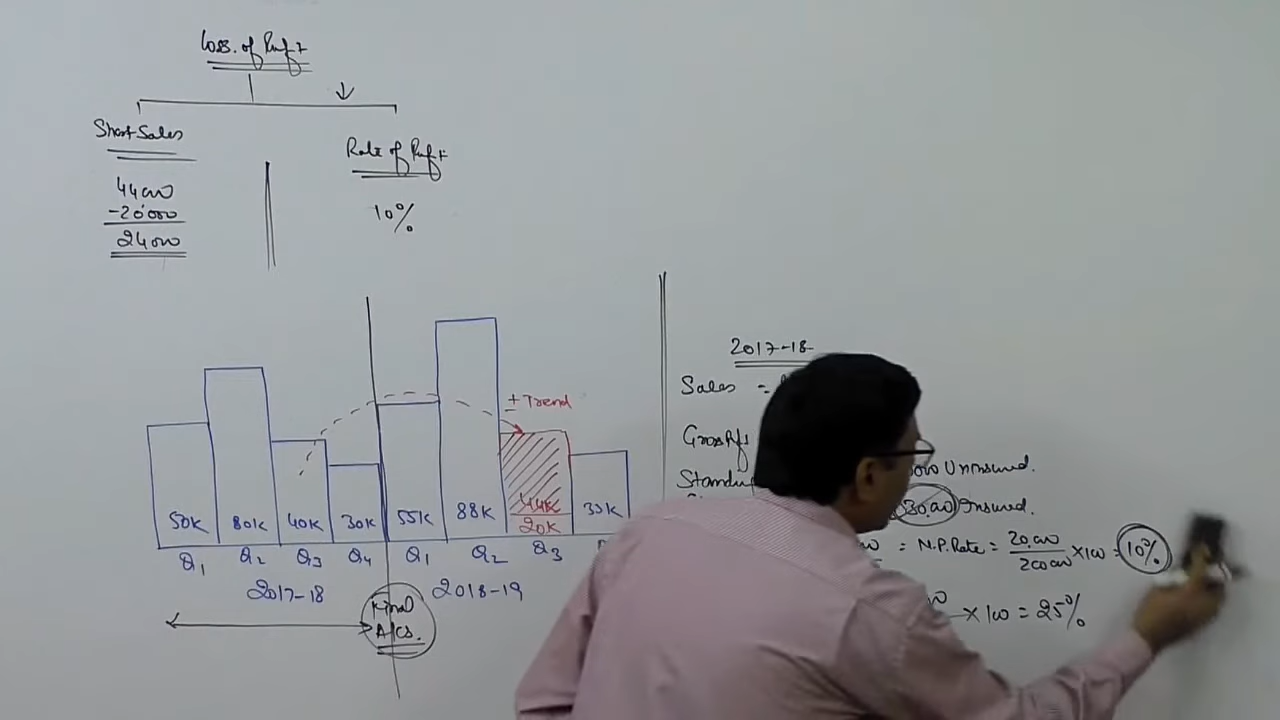 Loss of Profit
Short Sales
Rate of Profit
44000
-20000
24000
10%
± Trend
50K 80K 40K 30K 55K 88K 44K
20K
Q1 Q2 Q3 Q4 Q1 Q2 Q3
2017-18 2018-19
Final
A/cs.
2017-18
Sales =
Gross
Standing
Uninsured.
30,000 Insured.
= N.P. Rate = 20,000 / 200000 × 100 = 10%
× 100 = 25%